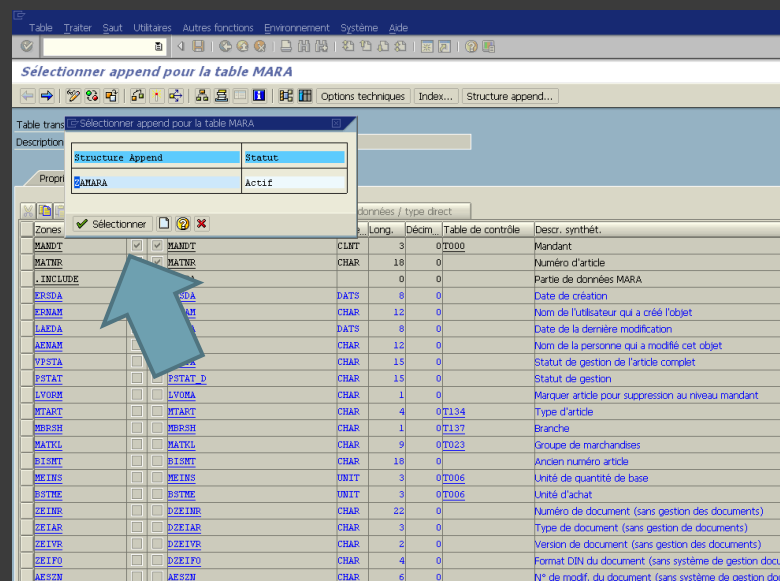 Table Traiter Saut Utilitaires Autres fonctions Environnement Système Aide
Sélectionner append pour la table MARA
Options techniques Index... Structure append...
Table trans
Sélectionner append pour la table MARA
Description
Structure Append Statut
ZAMARA Actif
Propri
Sélectionner
données / type direct
Zones Long. Décim... Table de contrôle Descr. synthét.
MANDT MANDT CLNT 3 0 T000 Mandant
MATNR MATNR CHAR 18 0 Numéro d'article
.INCLUDE 0 0 Partie de données MARA
ERSDA DATS 8 0 Date de création
ERNAM CHAR 12 0 Nom de l'utilisateur qui a créé l'objet
LAEDA DATS 8 0 Date de la dernière modification
AENAM CHAR 12 0 Nom de la personne qui a modifié cet objet
VPSTA CHAR 15 0 Statut de gestion de l'article complet
PSTAT PSTAT_D CHAR 15 0 Statut de gestion
LVORM LVOMA CHAR 1 0 Marquer article pour suppression au niveau mandant
MTART MTART CHAR 4 0 T134 Type d'article
MBRSH MBRSH CHAR 1 0 T137 Branche
MATKL MATKL CHAR 9 0 T023 Groupe de marchandises
BISMT BISMT CHAR 18 0 Ancien numéro article
MEINS MEINS UNIT 3 0 T006 Unité de quantité de base
BSTME BSTME UNIT 3 0 T006 Unité d'achat
ZEINR DZEINR CHAR 22 0 Numéro de document (sans gestion des documents)
ZEIAR DZEIAR CHAR 3 0 Type de document (sans gestion de documents)
ZEIVR DZEIVR CHAR 2 0 Version de document (sans gestion des documents)
ZEIFO DZEIFO CHAR 4 0 Format DIN du document (sans système de gestion docu
AESZN AESZN CHAR 6 0 N° de modif. du document (sans système de gestion do